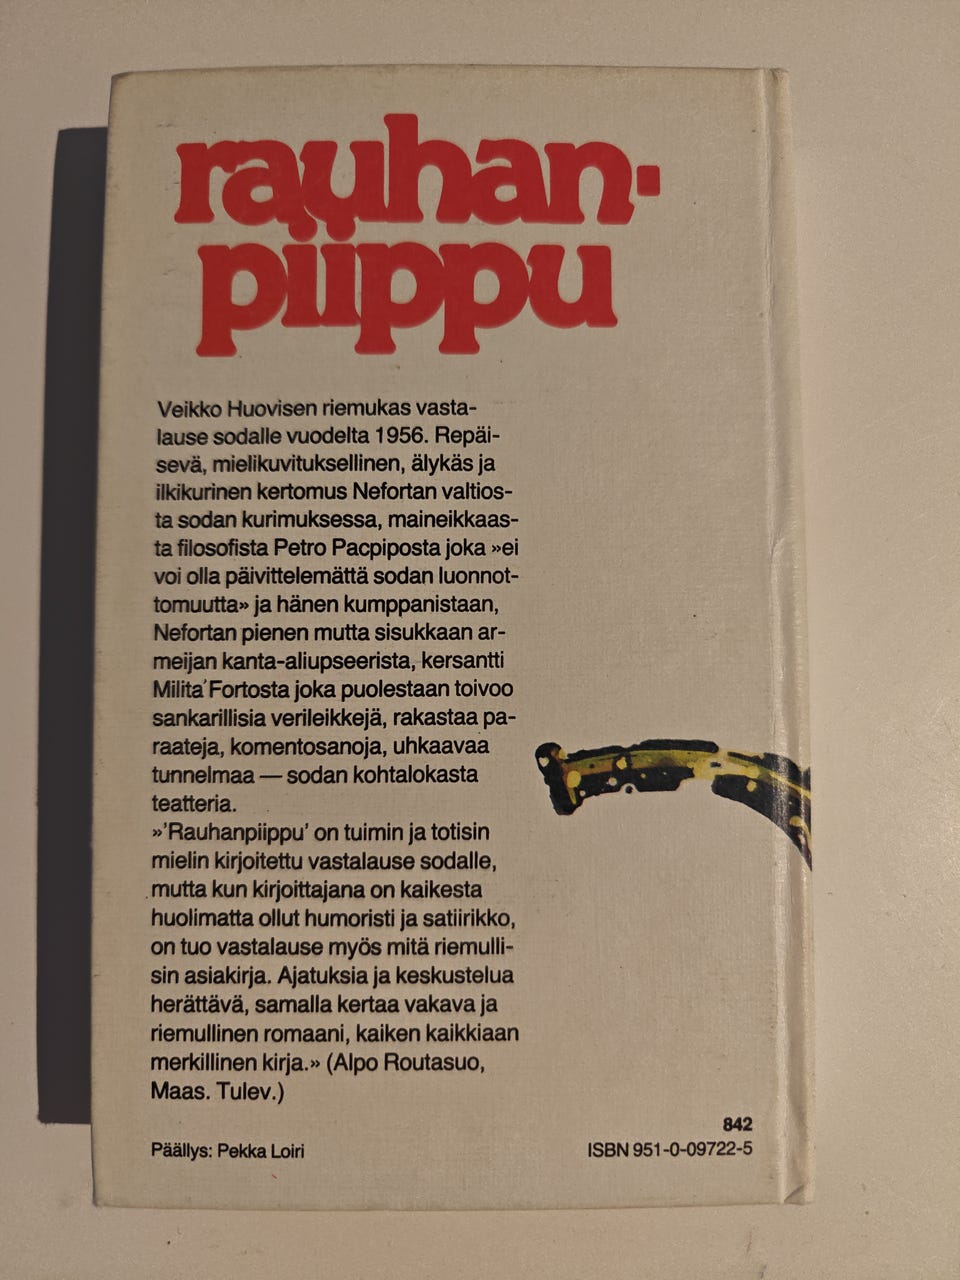 rauhan-
piippu
Veikko Huovisen riemukas vasta-
lause sodalle vuodelta 1956. Repäi-
sevä, mielikuvituksellinen, älykäs ja
ilkikurinen kertomus Nefortan valtios-
ta sodan kurimuksessa, maineikkaas-
ta filosofista Petro Pacpiposta joka »ei
voi olla päivittelemättä sodan luonnot-
tomuutta» ja hänen kumppanistaan,
Nefortan pienen mutta sisukkaan ar-
meijan kanta-aliupseerista, kersantti
Milita Fortosta joka puolestaan toivoo
sankarillisia verileikkejä, rakastaa pa-
raateja, komentosanoja, uhkaavaa
tunnelmaa — sodan kohtalokasta
teatteria.
»'Rauhanpiippu' on tuimin ja totisin
mielin kirjoitettu vastalause sodalle,
mutta kun kirjoittajana on kaikesta
huolimatta ollut humoristi ja satiirikko,
on tuo vastalause myös mitä riemulli-
sin asiakirja. Ajatuksia ja keskustelua
herättävä, samalla kertaa vakava ja
riemullinen romaani, kaiken kaikkiaan
merkillinen kirja.» (Alpo Routasuo,
Maas. Tulev.)
842
Päällys: Pekka Loiri
ISBN 951-0-09722-5